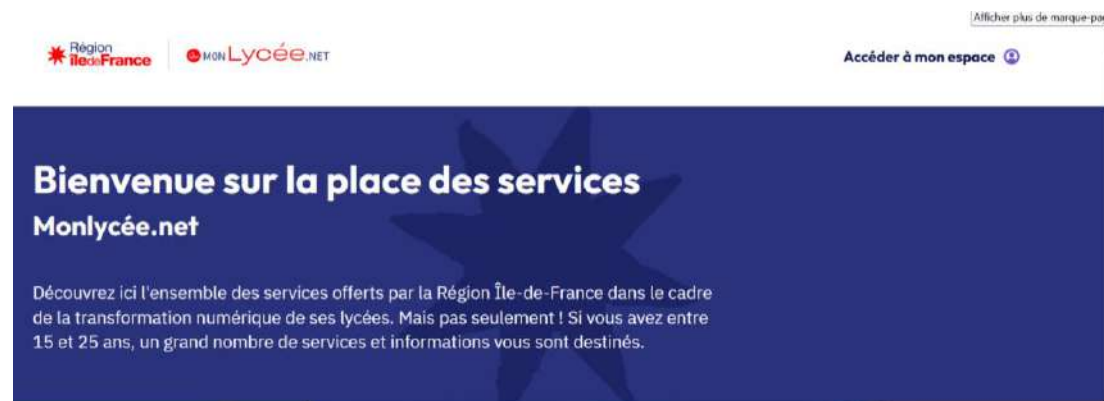 Afficher plus de marque-pa
Région
îledeFrance
MON Lycée.NET
Accéder à mon espace
Bienvenue sur la place des services
Monlycée.net
Découvrez ici l'ensemble des services offerts par la Région Île-de-France dans le cadre
de la transformation numérique de ses lycées. Mais pas seulement ! Si vous avez entre
15 et 25 ans, un grand nombre de services et informations vous sont destinés.